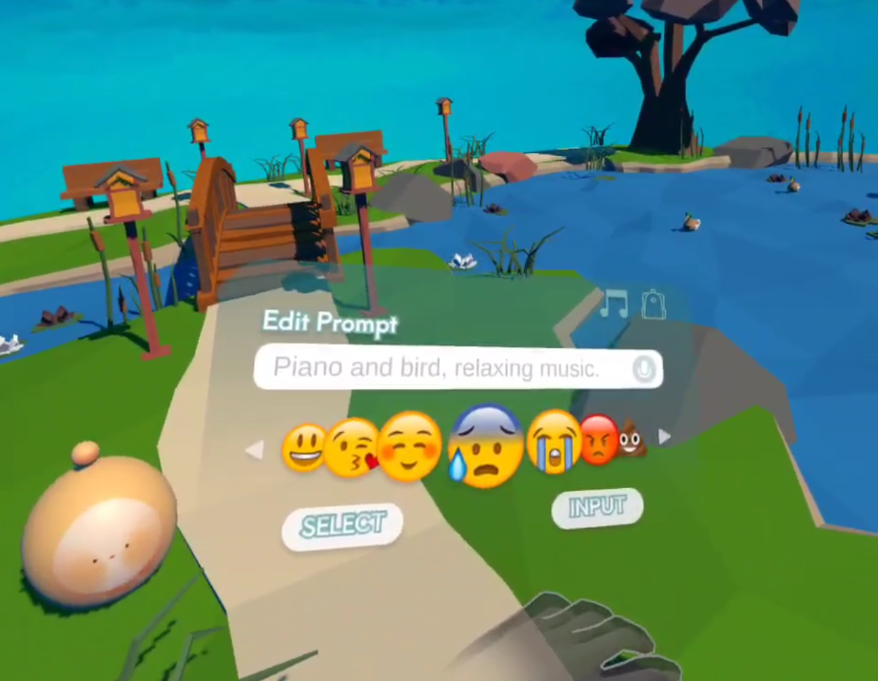 Edit Prompt
Piano and bird, relaxing music.
SELECT
INPUT